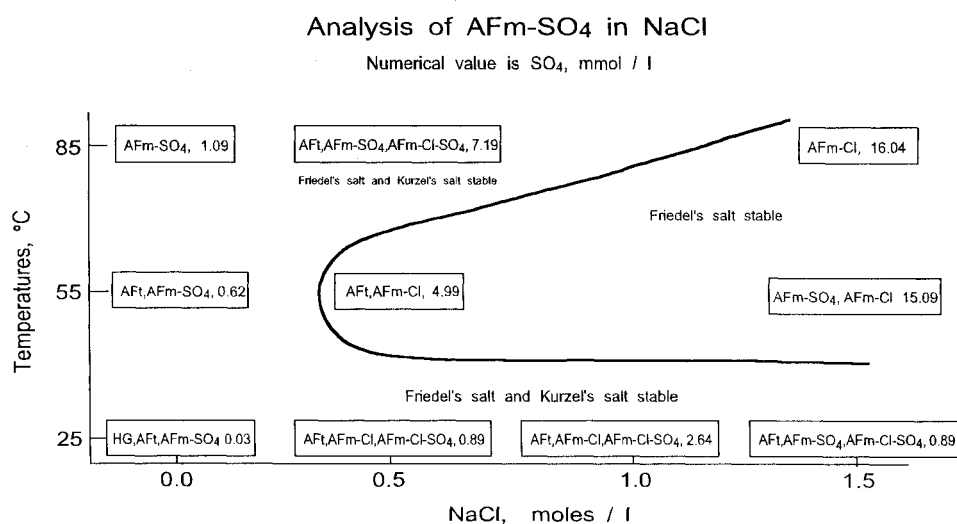 Analysis of AFm-SO4 in NaCl
Numerical value is SO4, mmol / l
85
AFm-SO4, 1.09
AFt,AFm-SO4,AFm-Cl-SO4, 7.19
AFm-Cl, 16.04
Friedel's salt and Kurzel's salt stable
Friedel's salt stable
Temperatures, °C
55
AFt,AFm-SO4, 0.62
AFt,AFm-Cl, 4.99
AFm-SO4, AFm-Cl 15.09
Friedel's salt and Kurzel's salt stable
25
HG,AFt,AFm-SO4 0.03
AFt,AFm-Cl,AFm-Cl-SO4, 0.89
AFt,AFm-Cl,AFm-Cl-SO4, 2.64
AFt,AFm-SO4,AFm-Cl-SO4, 0.89
0.0
0.5
1.0
1.5
NaCl, moles / l